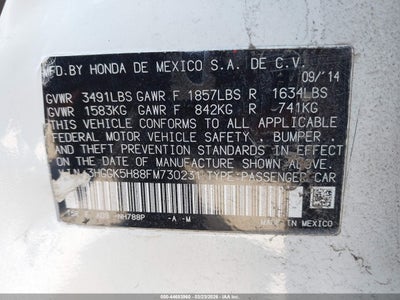 MFD.BY HONDA DE MEXICO S.A. DE C.V.
09/'14
GVWR 3491LBS GAWR F 1857LBS R 1634LBS
GVWR 1583KG GAWR F 842KG R 741KG
THIS VEHICLE CONFORMS TO ALL APPLICABLE
FEDERAL MOTOR VEHICLE SAFETY, BUMPER,
AND THEFT PREVENTION STANDARDS IN EFFECT
ON THE DATE OF MANUFACTURE SHOWN ABOVE.
V.I.N.: 3HGGK5H88FM730231 TYPE:PASSENGER CAR
NH788P -A -M
MADE IN MEXICO